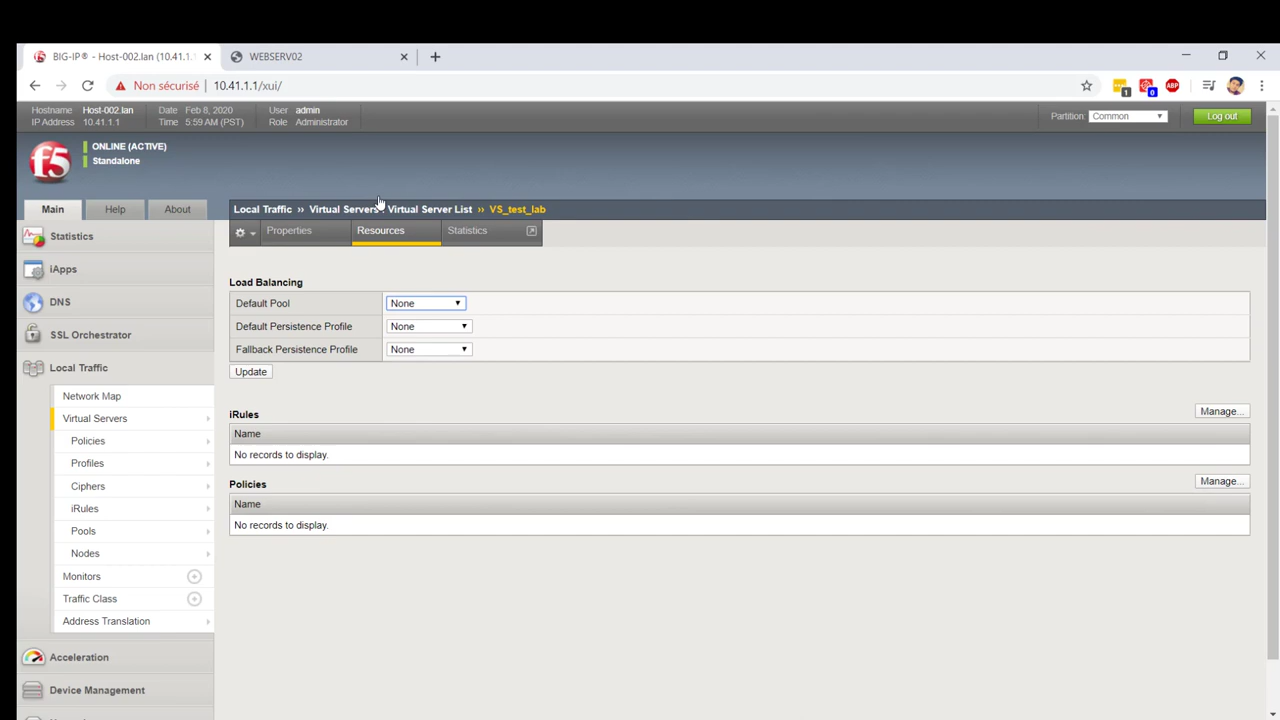 BIG-IP® - Host-002.lan (10.41.1.
WEBSERV02
Non sécurisé | 10.41.1.1/xui/
1
0
ABP
Hostname Host-002.lan Date Feb 8, 2020 User admin
IP Address 10.41.1.1 Time 5:59 AM (PST) Role Administrator
Partition: Common
Log out
f5
ONLINE (ACTIVE)
Standalone
Main Help About
Local Traffic ›› Virtual Servers Virtual Server List ›› VS_test_lab
Properties Resources Statistics
Statistics
iApps
DNS
SSL Orchestrator
Local Traffic
Network Map
Virtual Servers
Policies
Profiles
Ciphers
iRules
Pools
Nodes
Monitors
Traffic Class
Address Translation
Acceleration
Device Management
Load Balancing
Default Pool None
Default Persistence Profile None
Fallback Persistence Profile None
Update
iRules Manage...
Name
No records to display.
Policies Manage...
Name
No records to display.